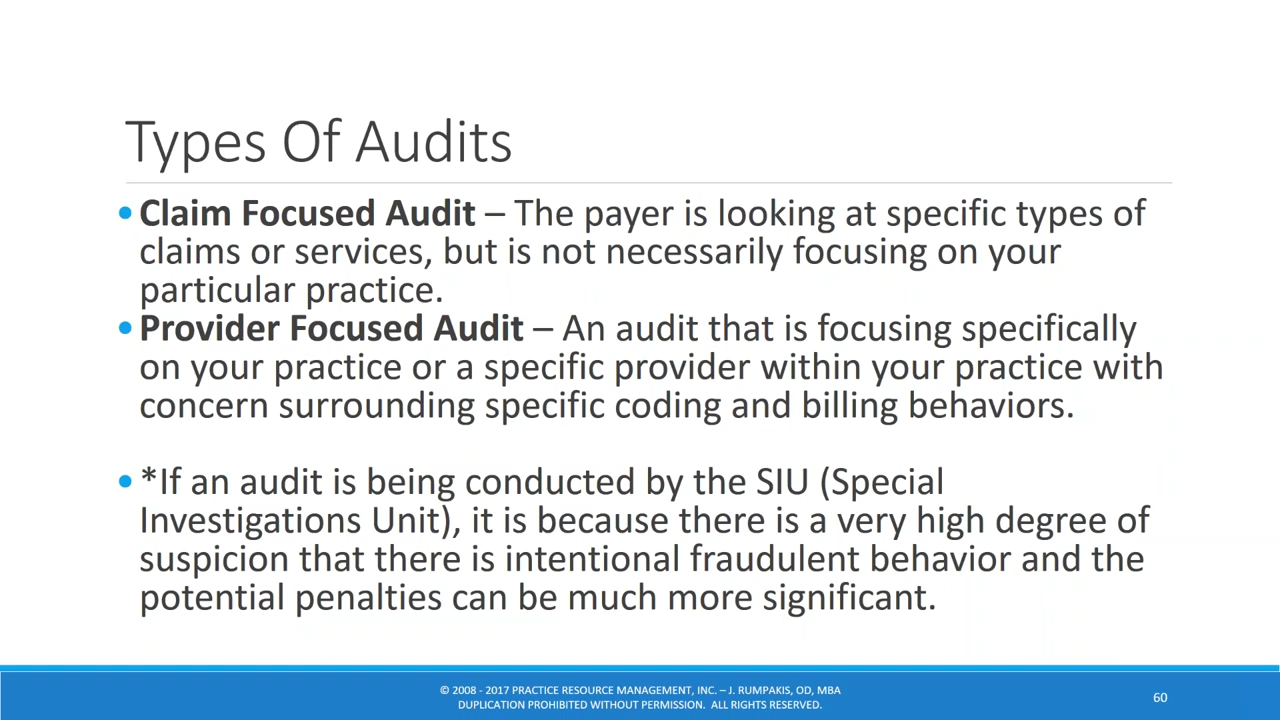 Types Of Audits
•Claim Focused Audit – The payer is looking at specific types of
claims or services, but is not necessarily focusing on your
particular practice.
•Provider Focused Audit – An audit that is focusing specifically
on your practice or a specific provider within your practice with
concern surrounding specific coding and billing behaviors.
•*If an audit is being conducted by the SIU (Special
Investigations Unit), it is because there is a very high degree of
suspicion that there is intentional fraudulent behavior and the
potential penalties can be much more significant.
© 2008 - 2017 PRACTICE RESOURCE MANAGEMENT, INC. – J. RUMPAKIS, OD, MBA
DUPLICATION PROHIBITED WITHOUT PERMISSION. ALL RIGHTS RESERVED.
60